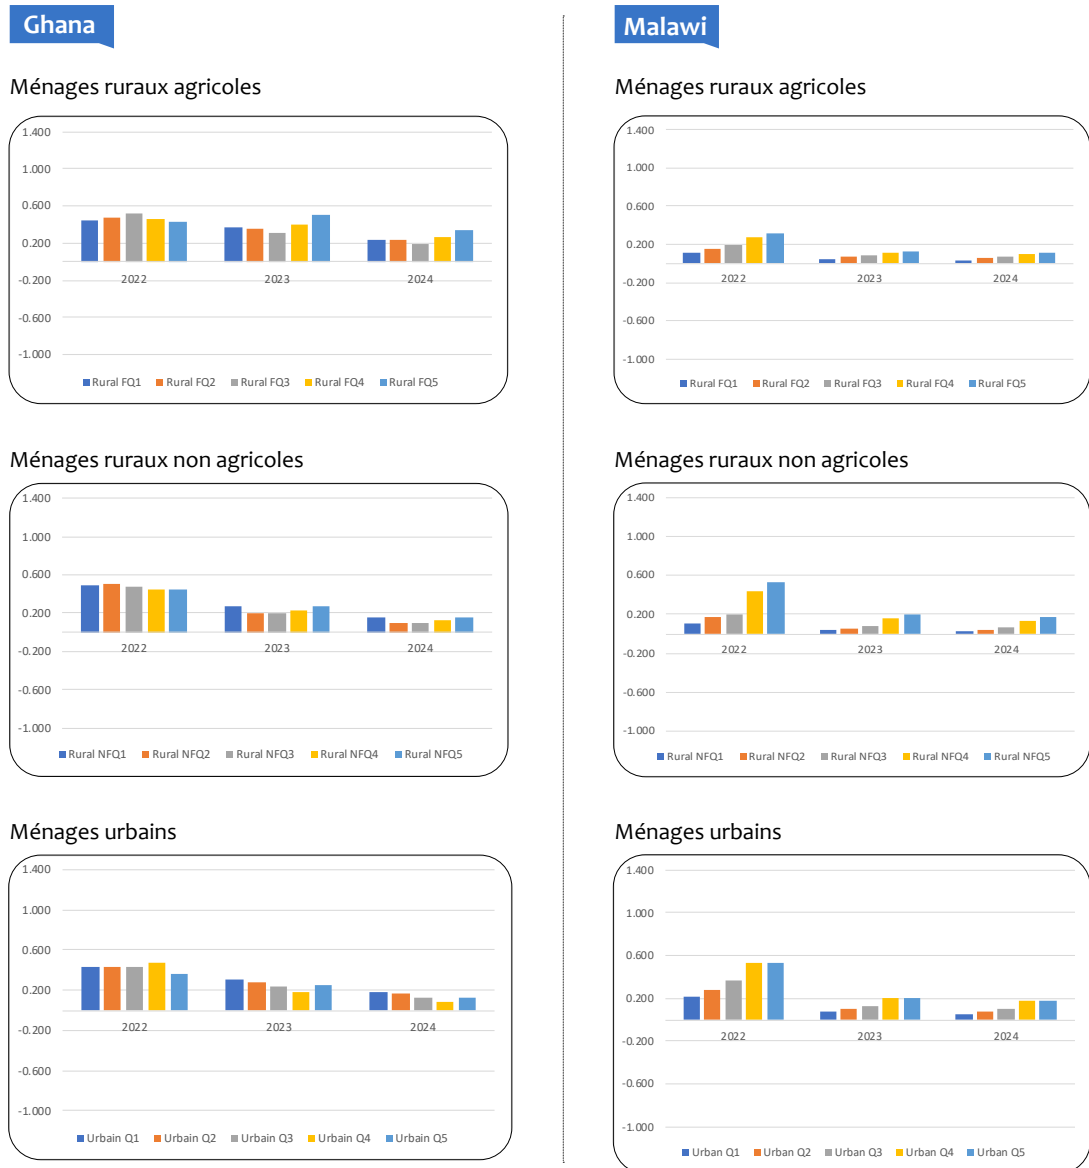 Ghana
Ménages ruraux agricoles
1.400
1.000
0.600
0.200
-0.200
-0.600
-1.000
2022 2023 2024
Rural FQ1 Rural FQ2 Rural FQ3 Rural FQ4 Rural FQ5
Ménages ruraux non agricoles
1.400
1.000
0.600
0.200
-0.200
-0.600
-1.000
2022 2023 2024
Rural NFQ1 Rural NFQ2 Rural NFQ3 Rural NFQ4 Rural NFQ5
Ménages urbains
1.400
1.000
0.600
0.200
-0.200
-0.600
-1.000
2022 2023 2024
Urbain Q1 Urbain Q2 Urbain Q3 Urbain Q4 Urbain Q5
Malawi
Ménages ruraux agricoles
1.400
1.000
0.600
0.200
-0.200
-0.600
-1.000
2022 2023 2024
Rural FQ1 Rural FQ2 Rural FQ3 Rural FQ4 Rural FQ5
Ménages ruraux non agricoles
1.400
1.000
0.600
0.200
-0.200
-0.600
-1.000
2022 2023 2024
Rural NFQ1 Rural NFQ2 Rural NFQ3 Rural NFQ4 Rural NFQ5
Ménages urbains
1.400
1.000
0.600
0.200
-0.200
-0.600
-1.000
2022 2023 2024
Urban Q1 Urban Q2 Urban Q3 Urban Q4 Urban Q5